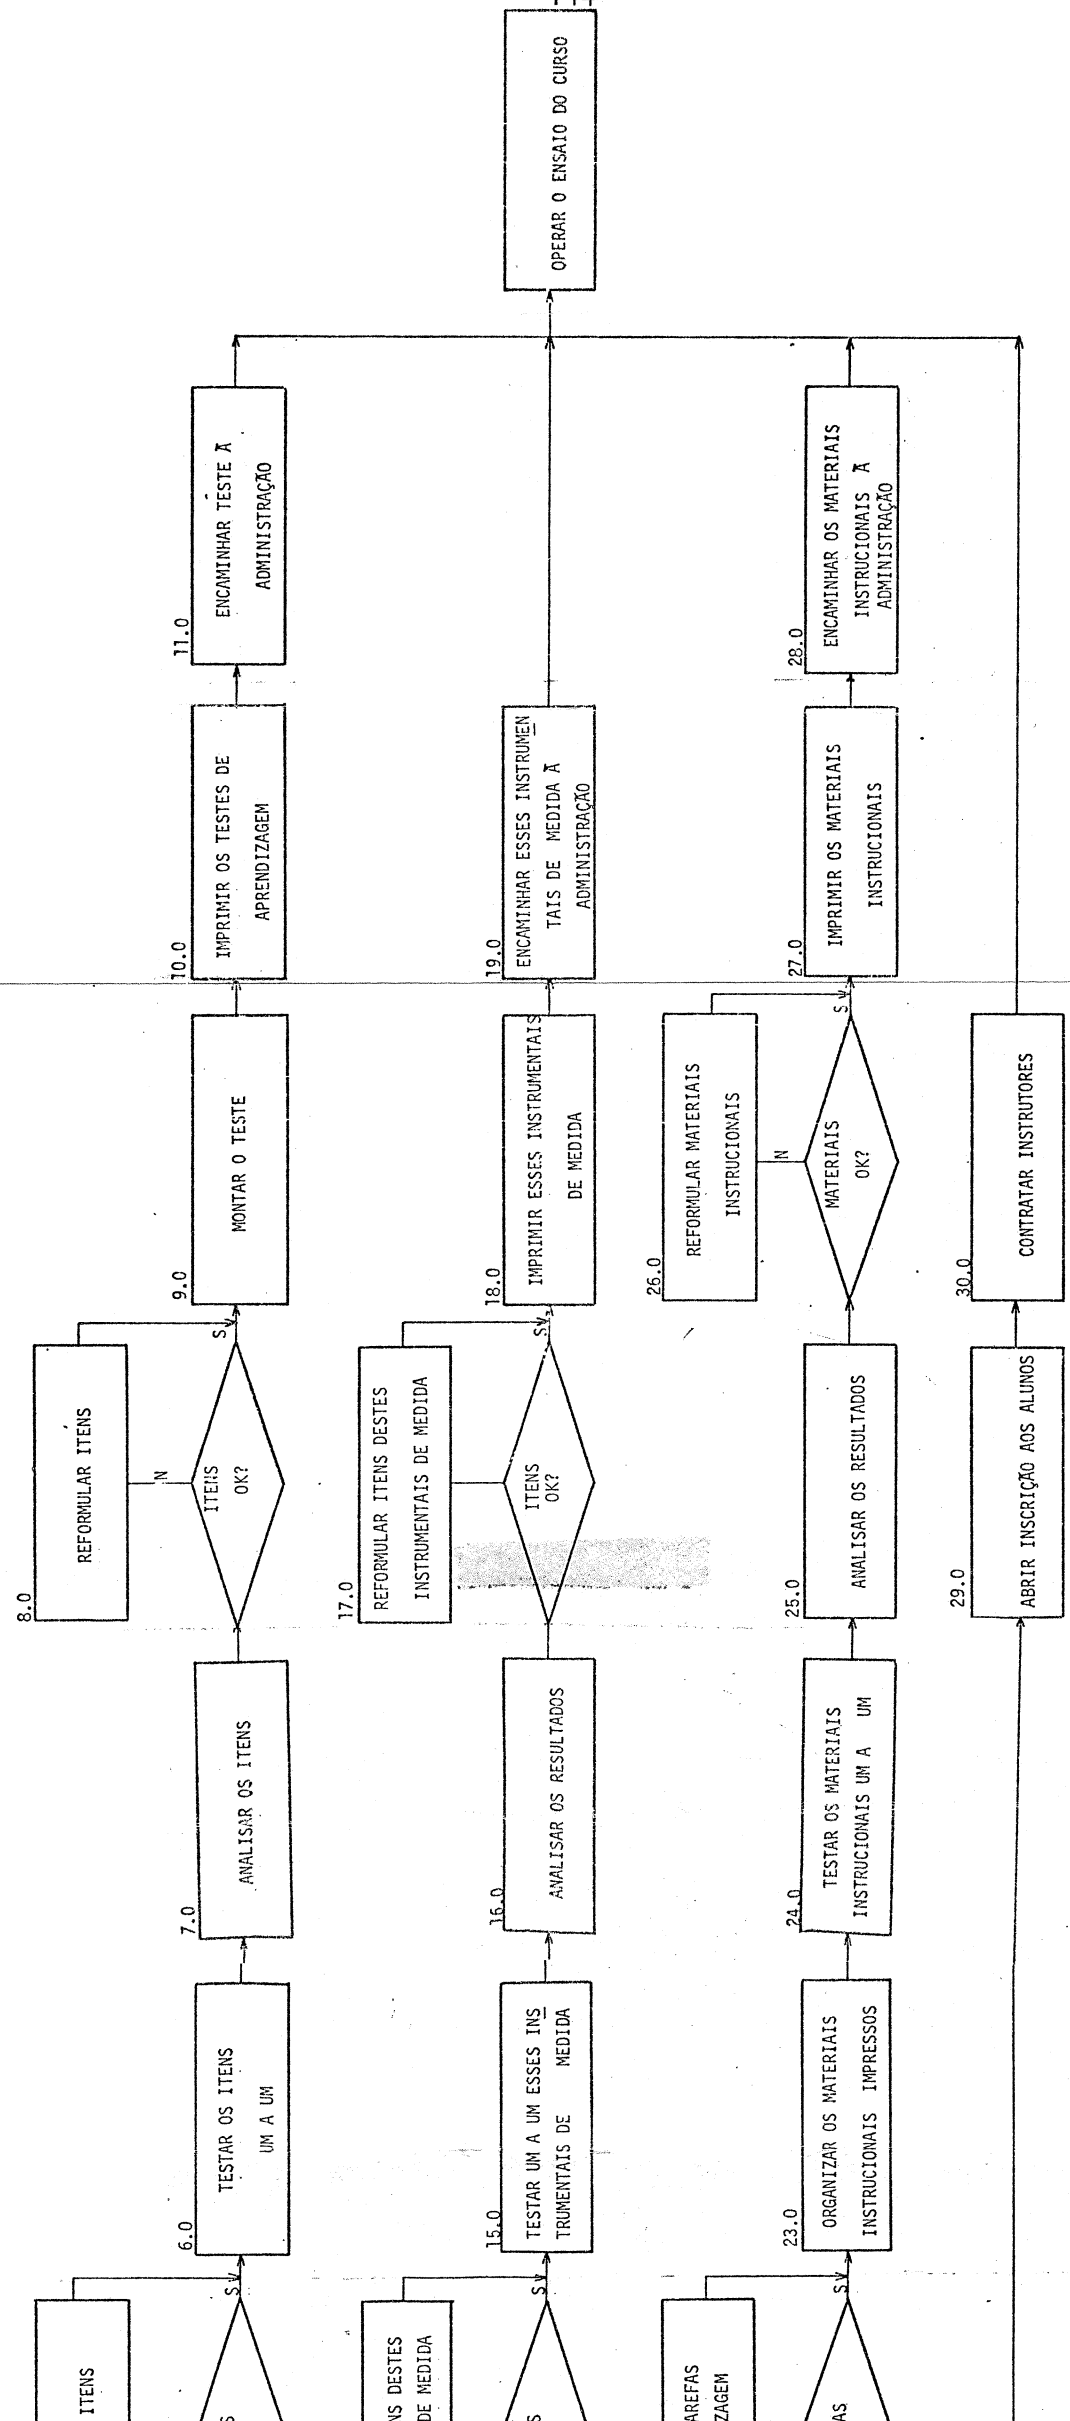 OPERAR O ENSAIO DO CURSO
11.0
ENCAMINHAR TESTE À
ADMINISTRAÇÃO
10.0
IMPRIMIR OS TESTES DE
APRENDIZAGEM
9.0
MONTAR O TESTE
8.0
REFORMULAR ITENS
N
S
ITENS
OK?
7.0
ANALISAR OS ITENS
6.0
TESTAR OS ITENS
UM A UM
S
ITENS
19.0
ENCAMINHAR ESSES INSTRUMEN
TAIS DE MEDIDA À
ADMINISTRAÇÃO
18.0
IMPRIMIR ESSES INSTRUMENTAIS
DE MEDIDA
17.0
REFORMULAR ITENS DESTES
INSTRUMENTAIS DE MEDIDA
S
ITENS
OK?
16.0
ANALISAR OS RESULTADOS
15.0
TESTAR UM A UM ESSES INS
TRUMENTAIS DE MEDIDA
S
NS DESTES
DE MEDIDA
28.0
ENCAMINHAR OS MATERIAIS
INSTRUCIONAIS À
ADMINISTRAÇÃO
27.0
IMPRIMIR OS MATERIAIS
INSTRUCIONAIS
26.0
REFORMULAR MATERIAIS
INSTRUCIONAIS
N
S
MATERIAIS
OK?
25.0
ANALISAR OS RESULTADOS
24.0
TESTAR OS MATERIAIS
INSTRUCIONAIS UM A UM
23.0
ORGANIZAR OS MATERIAIS
INSTRUCIONAIS IMPRESSOS
S
AREFAS
ZAGEM
AS
30.0
CONTRATAR INSTRUTORES
29.0
ABRIR INSCRIÇÃO AOS ALUNOS